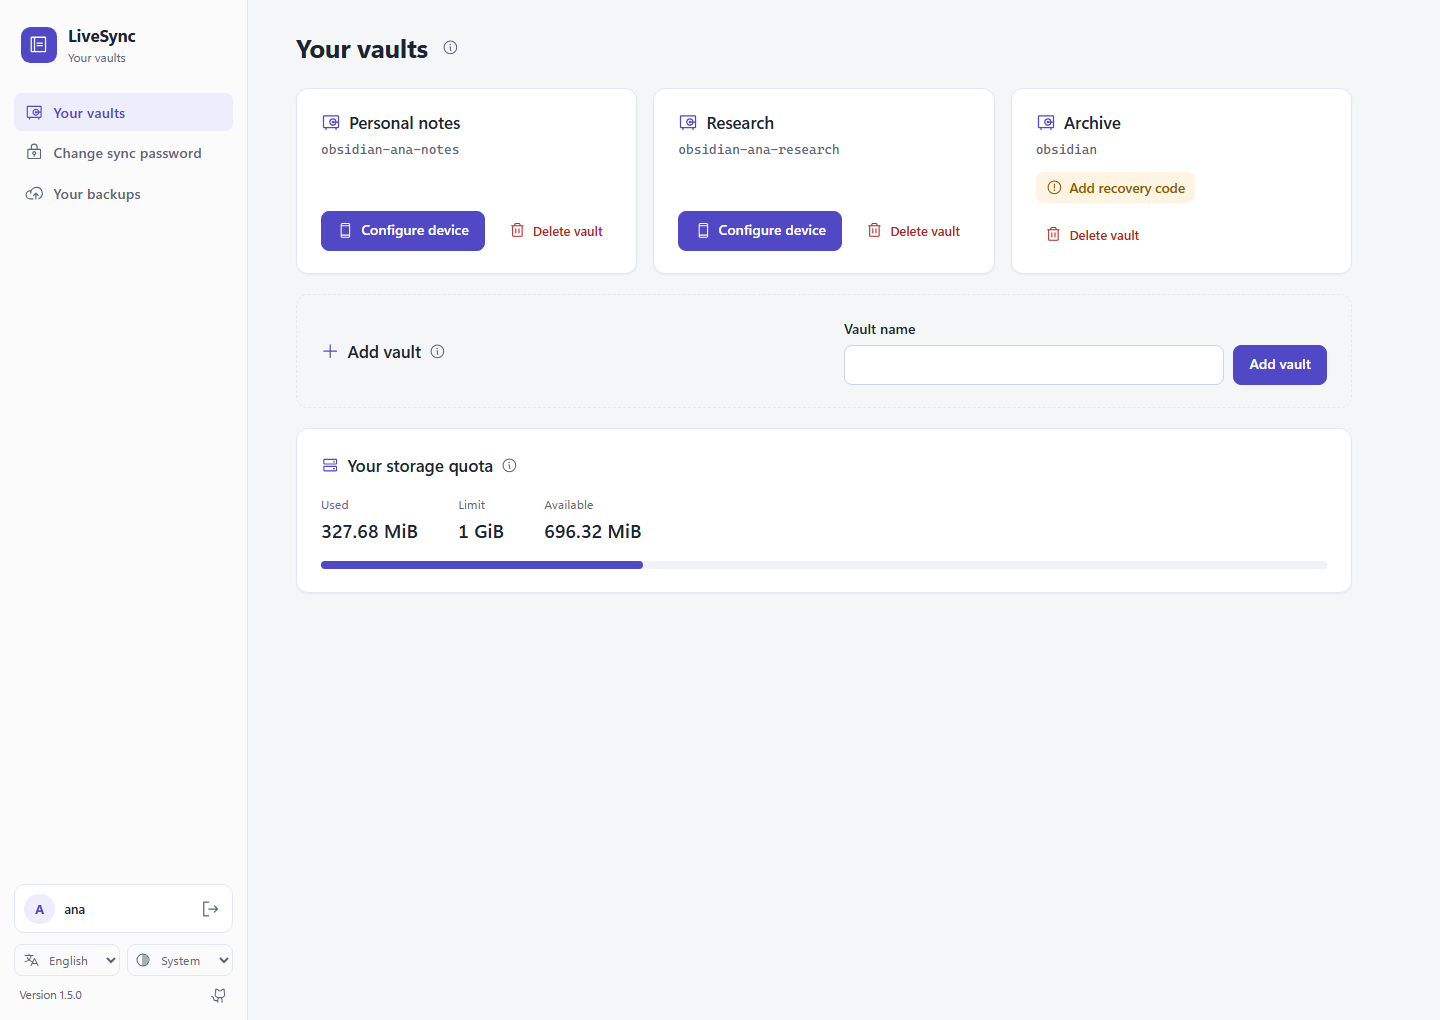 LiveSync
Your vaults
Your vaults
Change sync password
Your backups
ana
A
English
System
Version 1.5.0
Your vaults
Personal notes
obsidian-ana-notes
Configure device
Delete vault
Research
obsidian-ana-research
Configure device
Delete vault
Archive
obsidian
Add recovery code
Delete vault
Add vault
Vault name
Add vault
Your storage quota
Used
327.68 MiB
Limit
1 GiB
Available
696.32 MiB